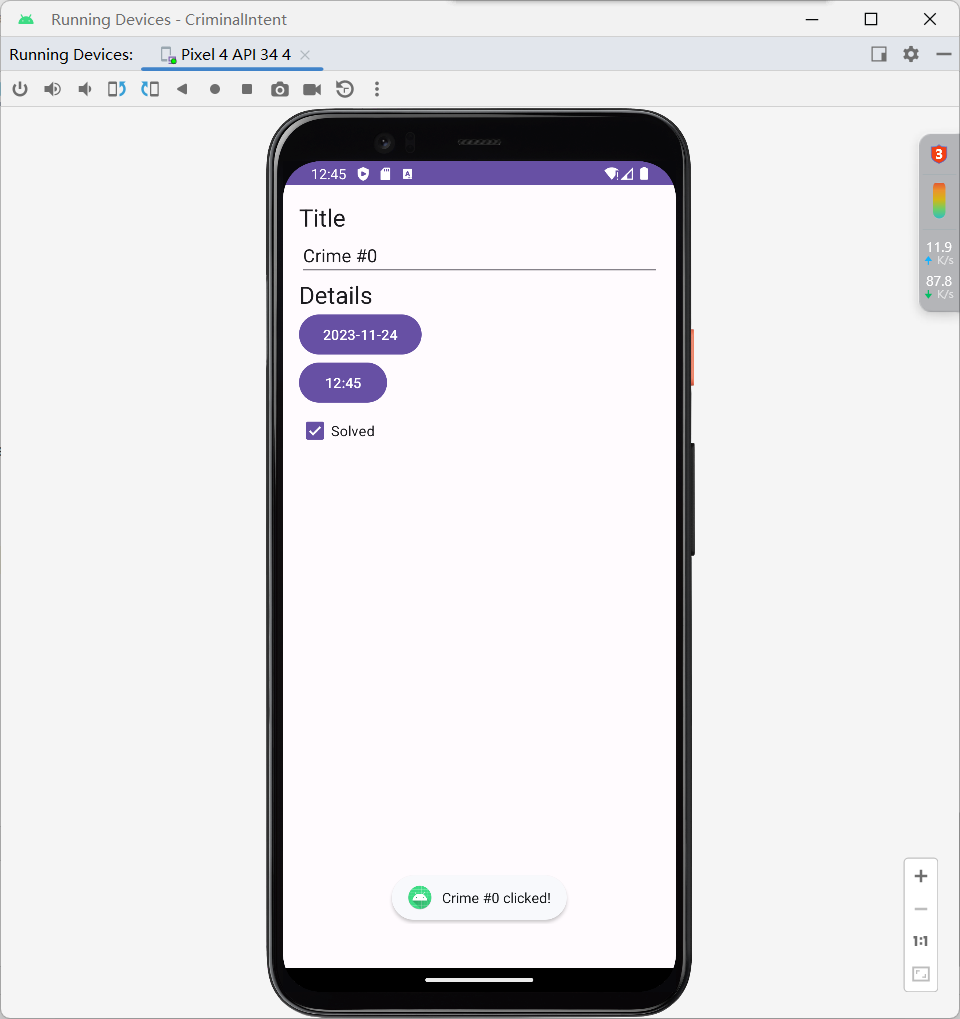 Running Devices - CriminalIntent
Running Devices: Pixel 4 API 34 4
12:45
Title
Crime #0
Details
2023-11-24
12:45
Solved
Crime #0 clicked!
3
11.9
K/s
87.8
K/s
1:1